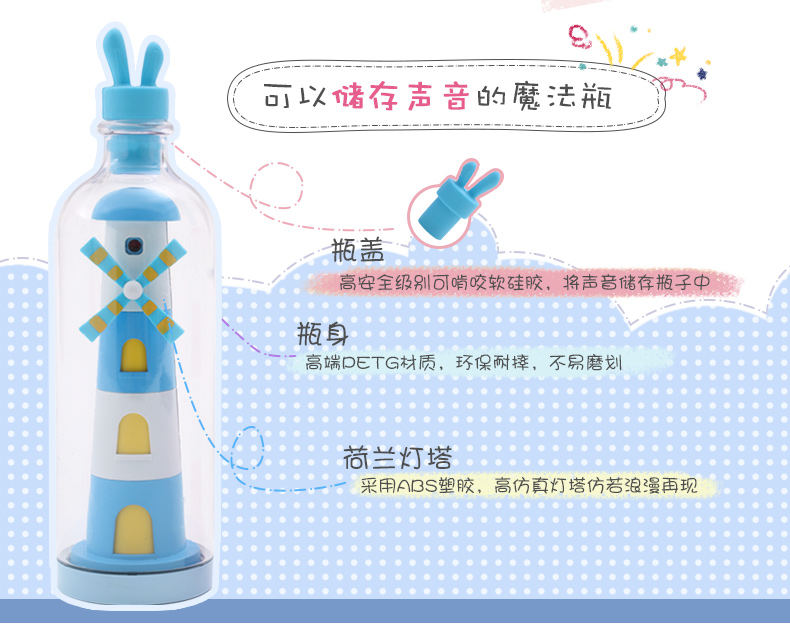 可以储存声音的魔法瓶
瓶盖
高安全级别可啃咬软硅胶，将声音储存瓶子中
瓶身
高端PETG材质，环保耐摔，不易磨划
荷兰灯塔
采用ABS塑胶，高仿真灯塔仿若浪漫再现